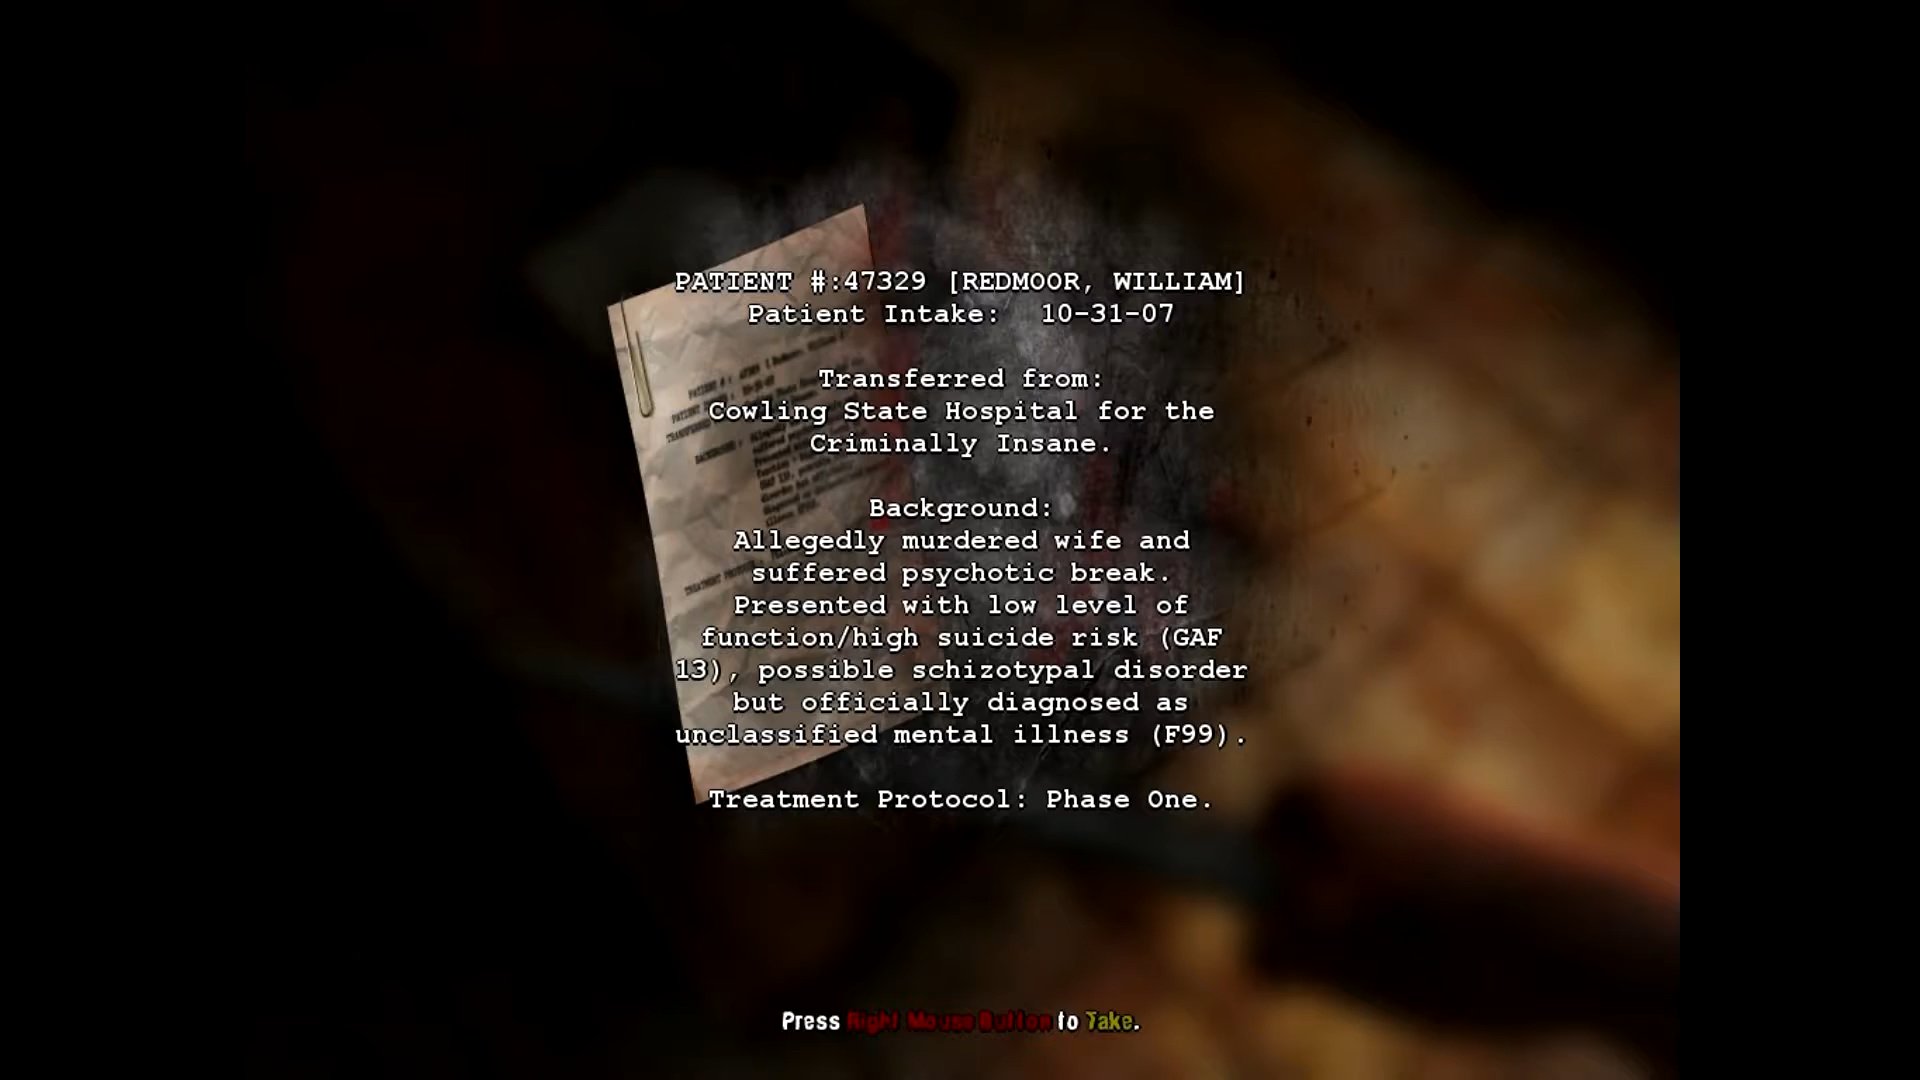 PATIENT #:47329 [REDMOOR, WILLIAM]
Patient Intake: 10-31-07
Transferred from:
Cowling State Hospital for the
Criminally Insane.
Background:
Allegedly murdered wife and
suffered psychotic break.
Presented with low level of
function/high suicide risk (GAF
13), possible schizotypal disorder
but officially diagnosed as
unclassified mental illness (F99).
Treatment Protocol: Phase One.
Press Right Mouse Button to Take.